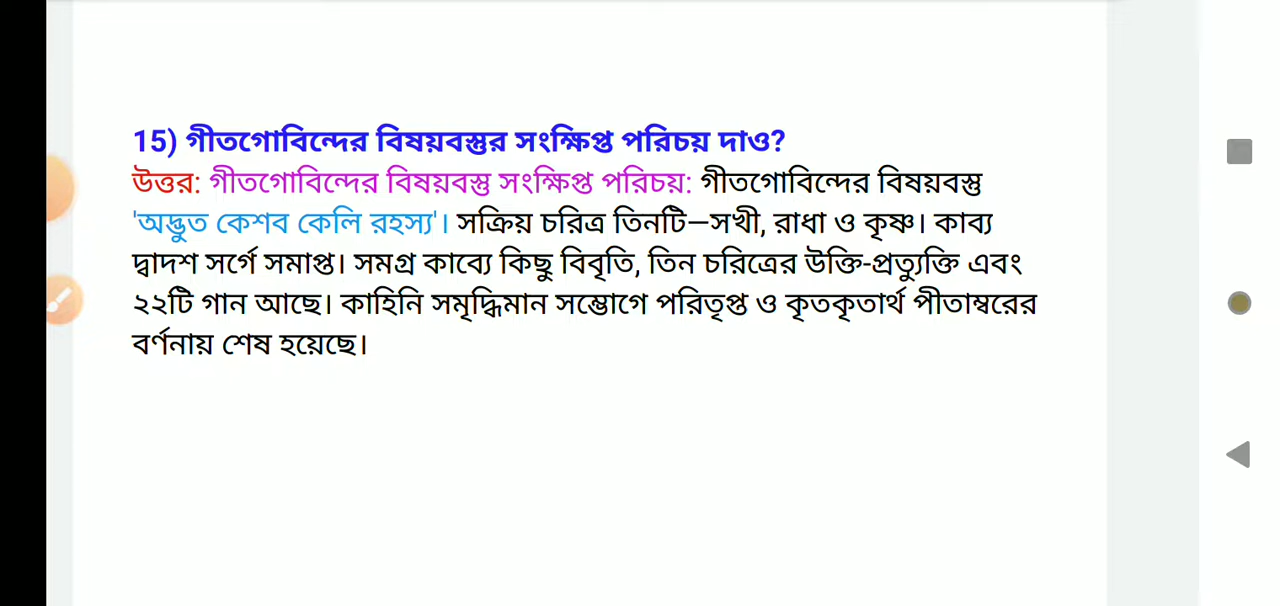 15) গীতগোবিন্দের বিষয়বস্তুর সংক্ষিপ্ত পরিচয় দাও?
উত্তর: গীতগোবিন্দের বিষয়বস্তু সংক্ষিপ্ত পরিচয়: গীতগোবিন্দের বিষয়বস্তু
'অদ্ভুত কেশব কেলি রহস্য'। সক্রিয় চরিত্র তিনটি—সখী, রাধা ও কৃষ্ণ। কাব্য
দ্বাদশ সর্গে সমাপ্ত। সমগ্র কাব্যে কিছু বিবৃতি, তিন চরিত্রের উক্তি-প্রত্যুক্তি এবং
২২টি গান আছে। কাহিনি সমৃদ্ধিমান সম্ভোগে পরিতৃপ্ত ও কৃতকৃতার্থ পীতাম্বরের
বর্ণনায় শেষ হয়েছে।